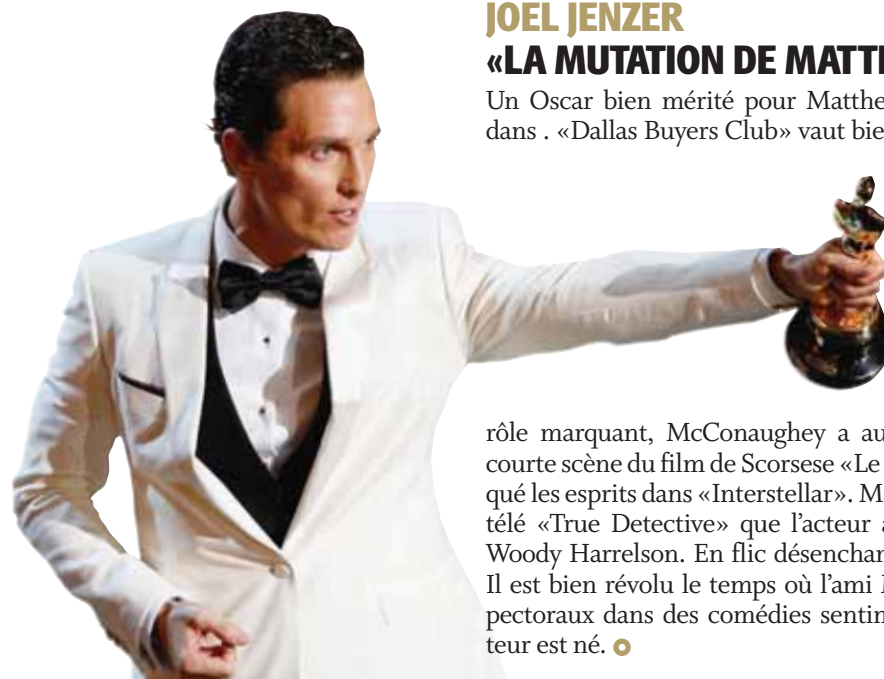 JOEL JENZER
«LA MUTATION DE MATT
Un Oscar bien mérité pour Matthe
dans . «Dallas Buyers Club» vaut bie
rôle marquant, McConaughey a au
courte scène du film de Scorsese «Le
qué les esprits dans «Interstellar». M
télé «True Detective» que l’acteur a
Woody Harrelson. En flic désenchan
Il est bien révolu le temps où l’ami
pectoraux dans des comédies sentin
teur est né.